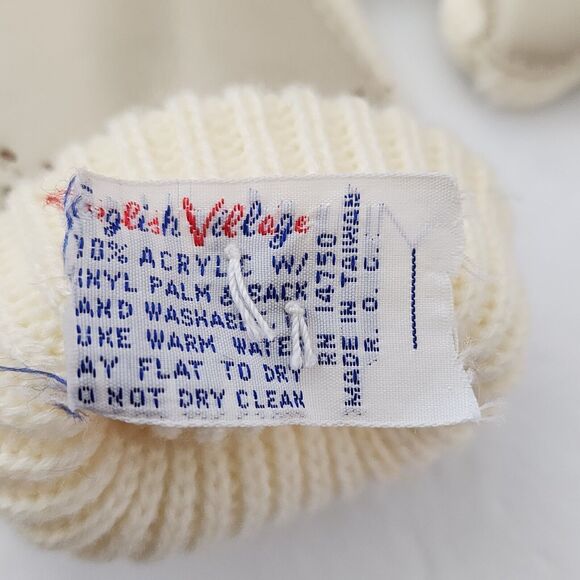 English Village
00% ACRYLIC W/
INYL PALM & BACK
AND WASHABLE
UKE WARM WATE
AY FLAT TO DRY
O NOT DRY CLEAN
RN 14750
MADE IN TAIWAN
R. O. C.